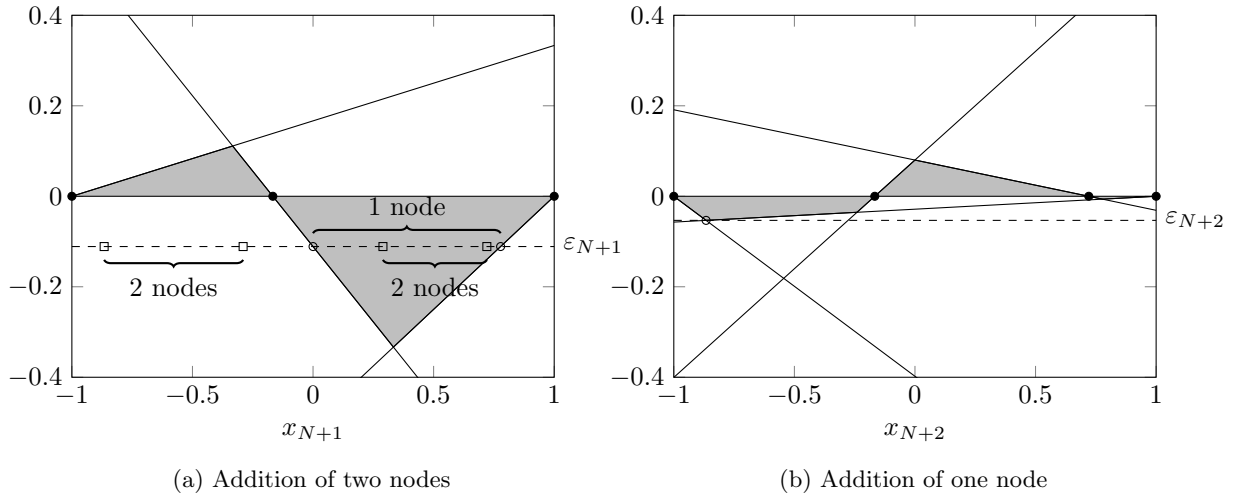 0.4
0.2
0
−0.2
−0.4
−1
−0.5
0
0.5
1
1 node
2 nodes
2 nodes
ε_{N+1}
x_{N+1}
(a) Addition of two nodes
0.4
0.2
0
−0.2
−0.4
−1
−0.5
0
0.5
1
ε_{N+2}
x_{N+2}
(b) Addition of one node